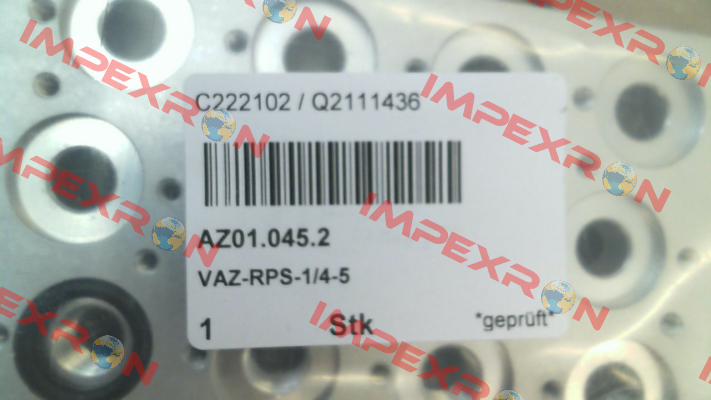 C222102 / Q2111436
AZ01.045.2
VAZ-RPS-1/4-5
1 Stk *geprüft*
IMPEXRON
IMPEXRON
IMPEXRON
IMPEXRON
IMPEXRON
IMPEXRON